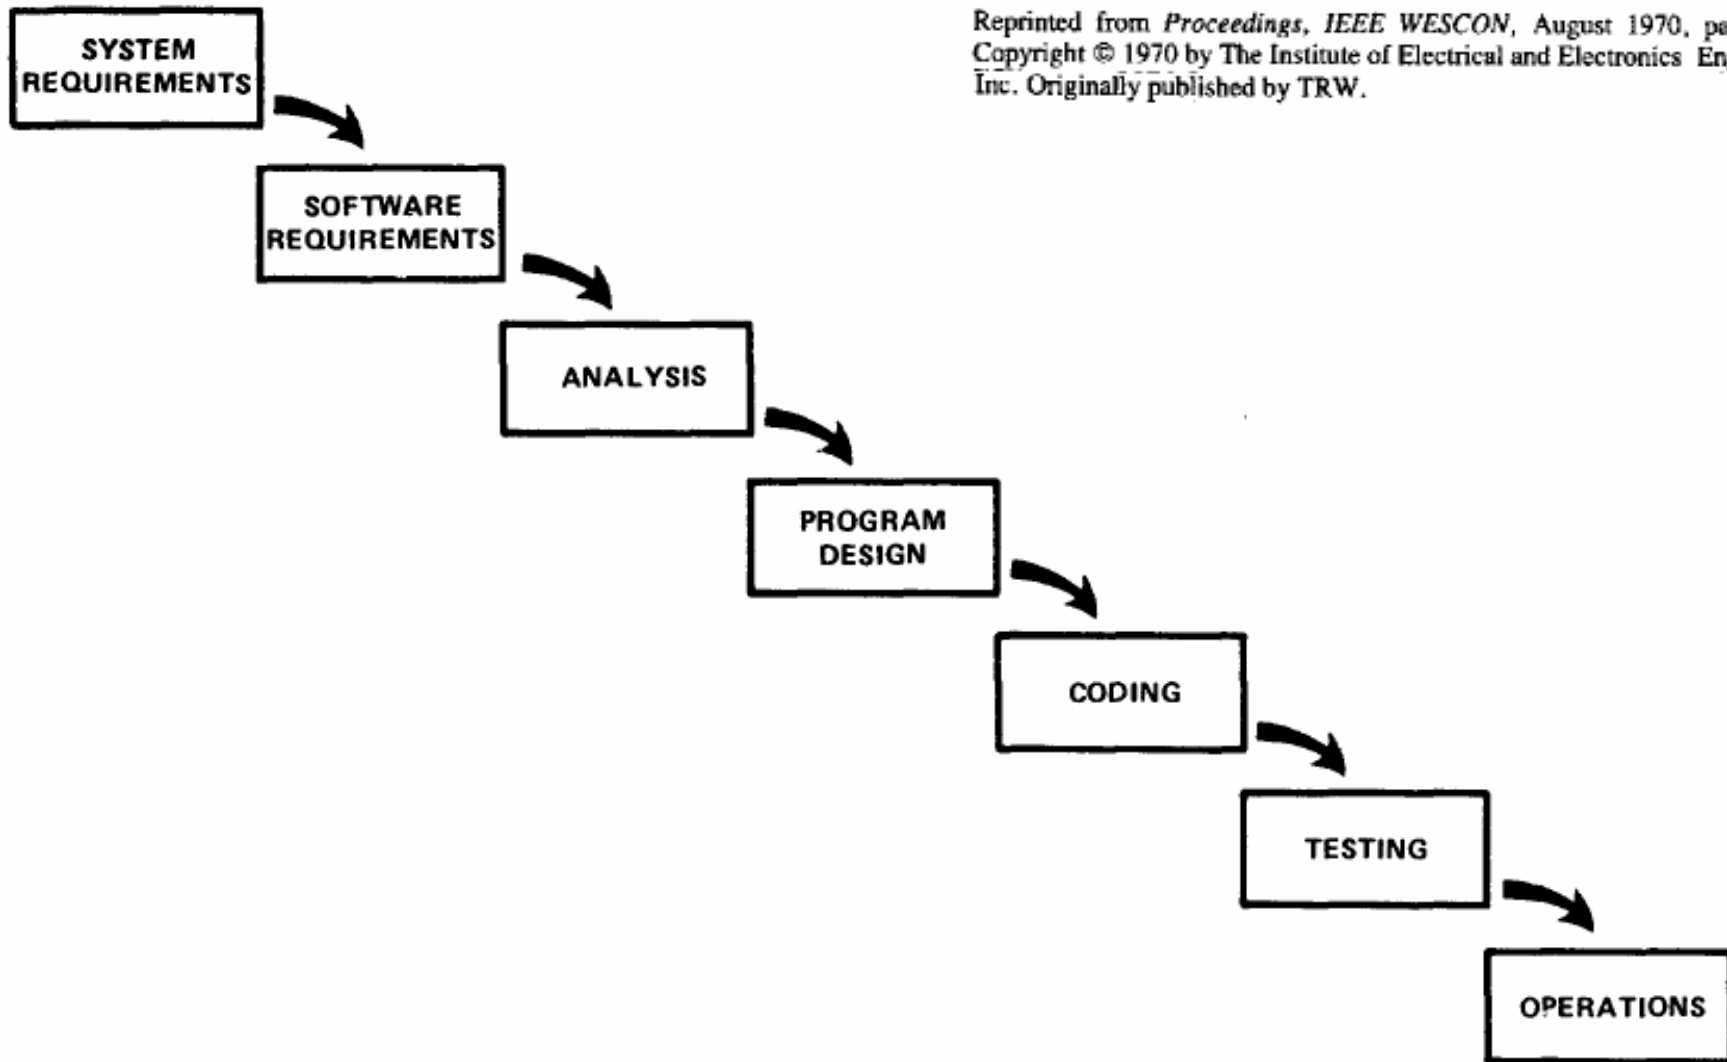 SYSTEM
REQUIREMENTS
Reprinted from Proceedings, IEEE WESCON, August 1970,
Copyright © 1970 by The Institute of Electrical and Electronics
Inc. Originally published by TRW.
SOFTWARE
REQUIREMENTS
ANALYSIS
PROGRAM
DESIGN
CODING
TESTING
OPERATIONS